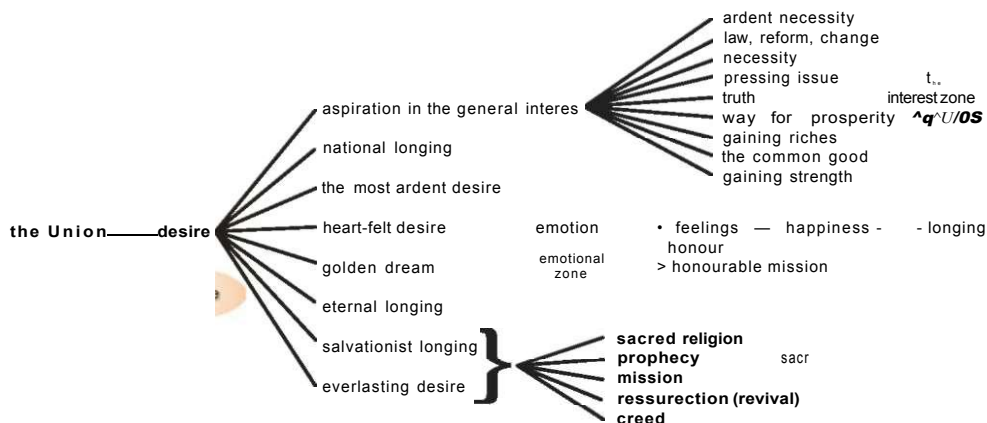 ardent necessity
law, reform, change
necessity
pressing issue
truth interest zone
way for prosperity
gaining riches
the common good
gaining strength
aspiration in the general interes
national longing
the most ardent desire
the Union desire
heart-felt desire emotion • feelings — happiness - - longing
honour
golden dream emotional > honourable mission
zone
eternal longing
salvationist longing
everlasting desire
sacred religion
prophecy sacr
mission
ressurection (revival)
creed